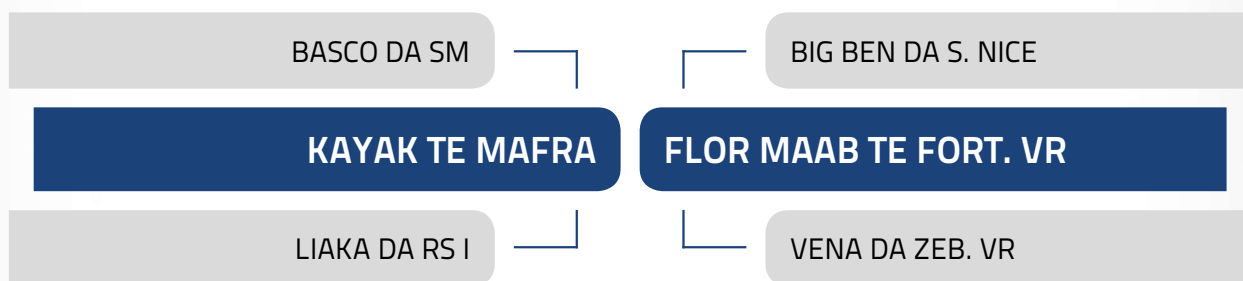 BASCO DA SM
BIG BEN DA S. NICE
KAYAK TE MAFRA
FLOR MAAB TE FORT. VR
LIAKA DA RS I
VENA DA ZEB. VR